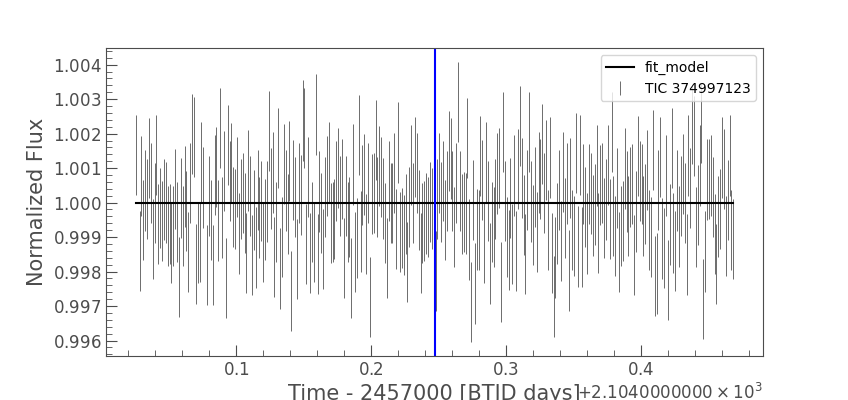 1.004
1.003
1.002
1.001
1.000
0.999
0.998
0.997
0.996
Normalized Flux
fit_model
TIC 374997123
0.1
0.2
0.3
0.4
Time - 2457000 [BTJD days]
+2.1040000000 × 10³